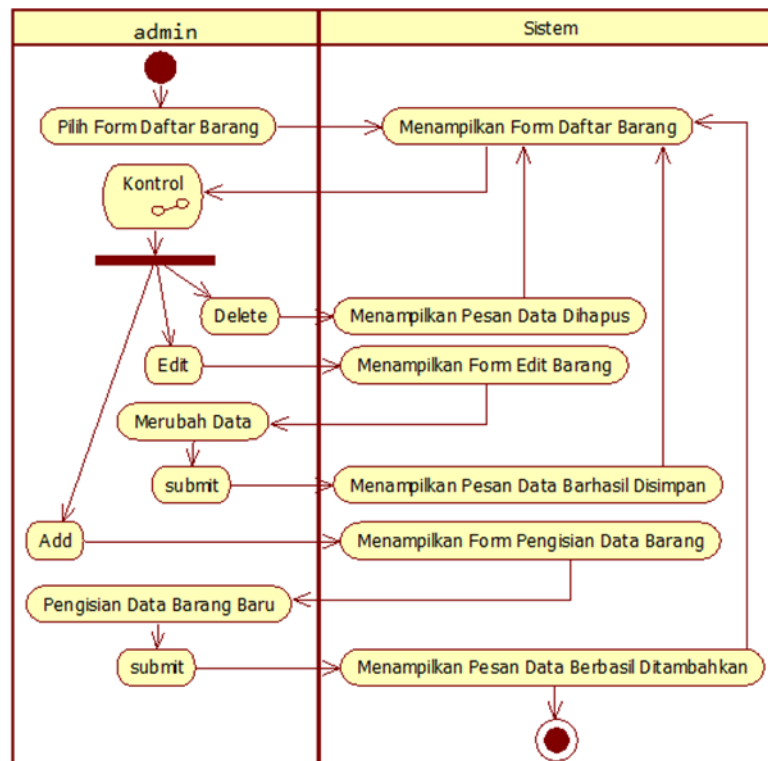 admin
Sistem
Pilih Form Daftar Barang
Menampilkan Form Daftar Barang
Kontrol
Delete
Menampilkan Pesan Data Dihapus
Edit
Menampilkan Form Edit Barang
Merubah Data
submit
Menampilkan Pesan Data Barhasil Disimpan
Add
Menampilkan Form Pengisian Data Barang
Pengisian Data Barang Baru
submit
Menampilkan Pesan Data Berbasil Ditambahkan